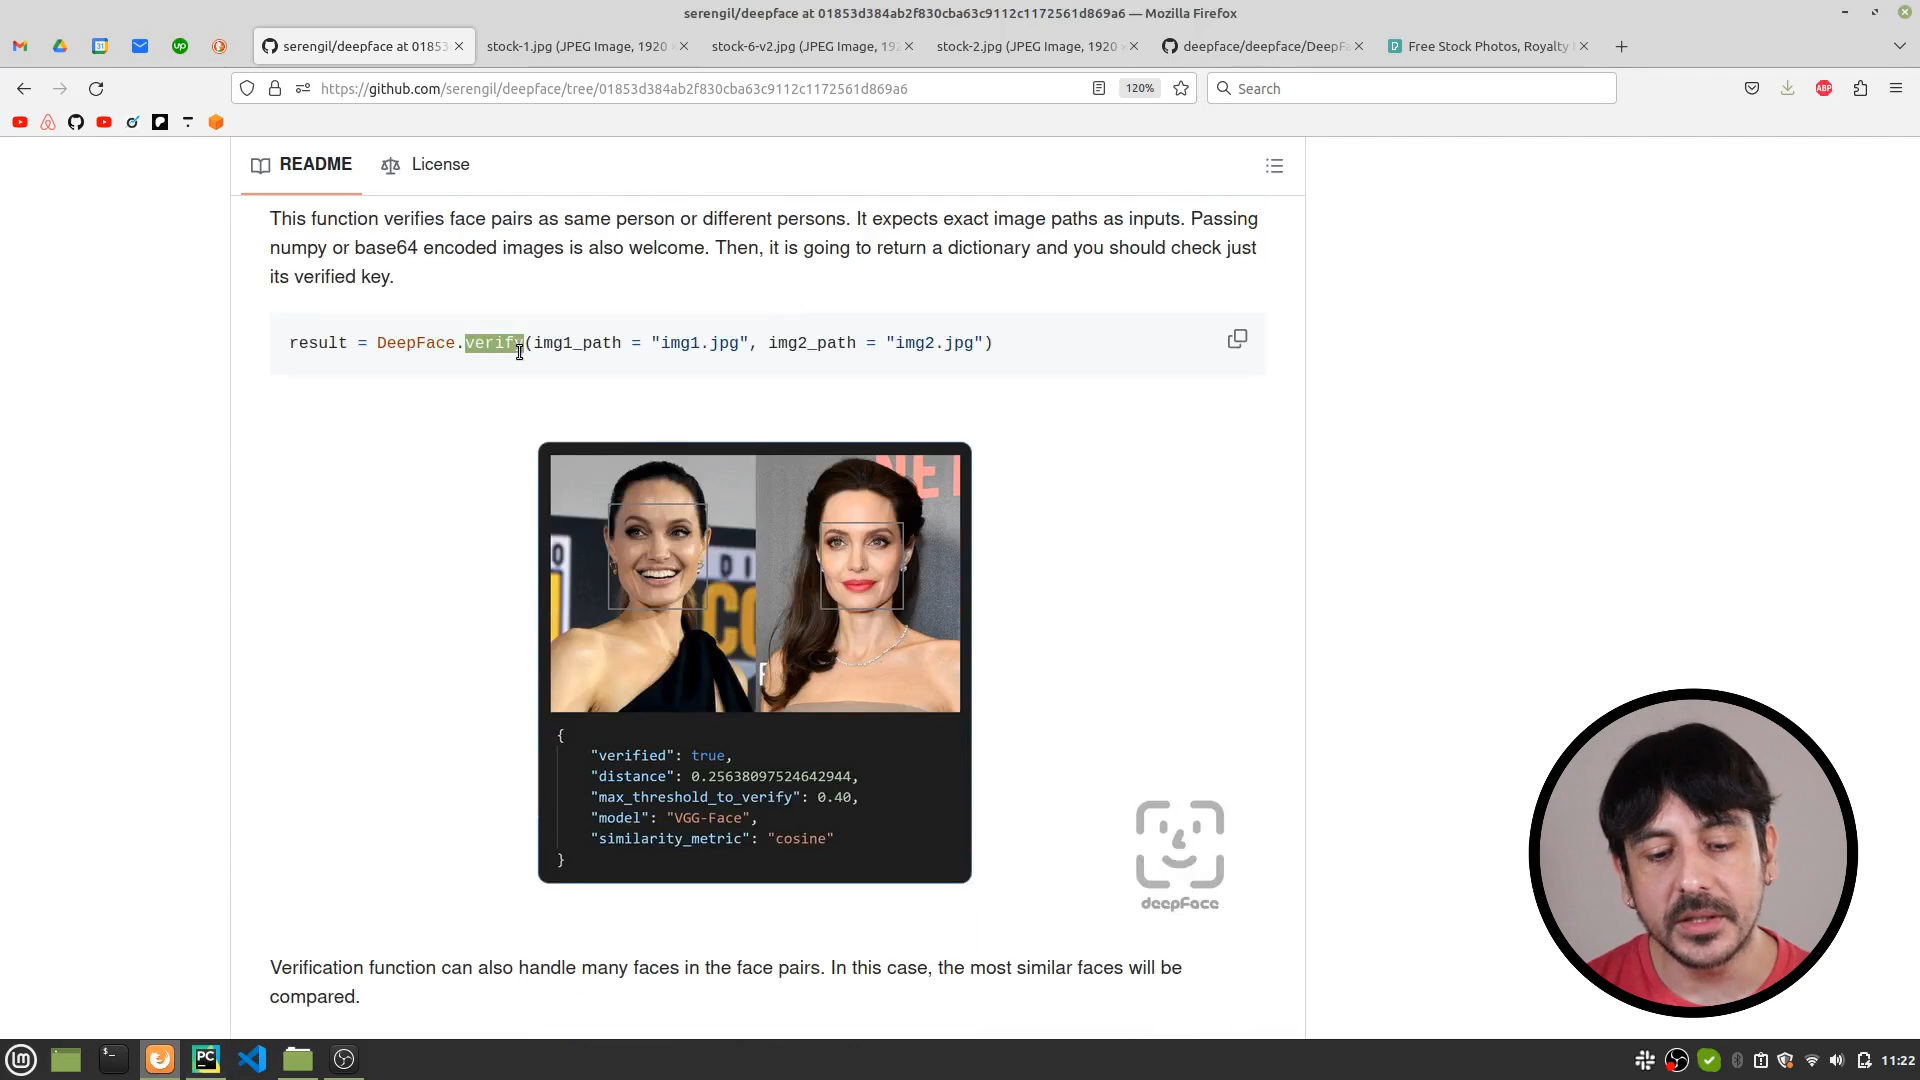 serengil/deepface at 01853d384ab2f830cba63c9112c1172561d869a6 — Mozilla Firefox
serengil/deepface at 0185
stock-1.jpg (JPEG Image, 1920
stock-6-v2.jpg (JPEG Image, 192
stock-2.jpg (JPEG Image, 1920
deepface/deepface/DeepF
Free Stock Photos, Royalty
https://github.com/serengil/deepface/tree/01853d384ab2f830cba63c9112c1172561d869a6
120%
Search
README
License
This function verifies face pairs as same person or different persons. It expects exact image paths as inputs. Passing
numpy or base64 encoded images is also welcome. Then, it is going to return a dictionary and you should check just
its verified key.
result = DeepFace.verify(img1_path = "img1.jpg", img2_path = "img2.jpg")
{
"verified": true,
"distance": 0.25638097524642944,
"max_threshold_to_verify": 0.40,
"model": "VGG-Face",
"similarity_metric": "cosine"
}
deepFace
Verification function can also handle many faces in the face pairs. In this case, the most similar faces will be
compared.
11:22